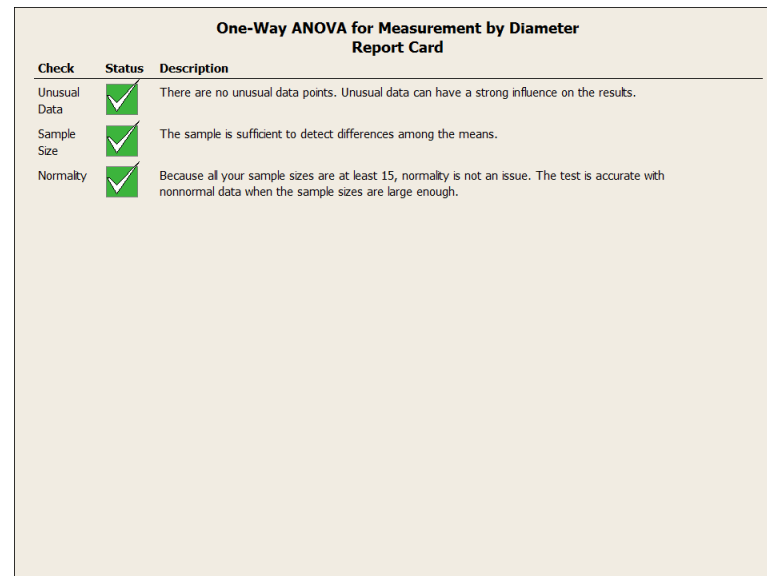 One-Way ANOVA for Measurement by Diameter
Report Card
Check Status Description
Unusual Data There are no unusual data points. Unusual data can have a strong influence on the results.
Sample Size The sample is sufficient to detect differences among the means.
Normality Because all your sample sizes are at least 15, normality is not an issue. The test is accurate with
nonnormal data when the sample sizes are large enough.